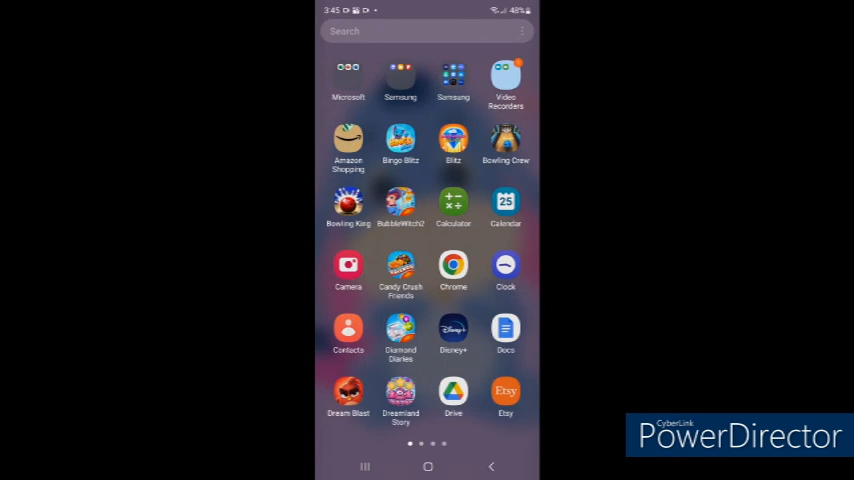 3:45
48%
Search
Microsoft
Samsung
Samsung
Video
Recorders
Amazon
Shopping
Bingo Blitz
Blitz
Bowling Crew
Bowling King
BubbleWitch2
Calculator
25
Calendar
Camera
Candy Crush
Friends
Chrome
Clock
Contacts
Diamond
Diaries
Disney+
Disney+
Docs
Dream Blast
Dreamland
Story
Drive
Etsy
Etsy
CyberLink
PowerDirector